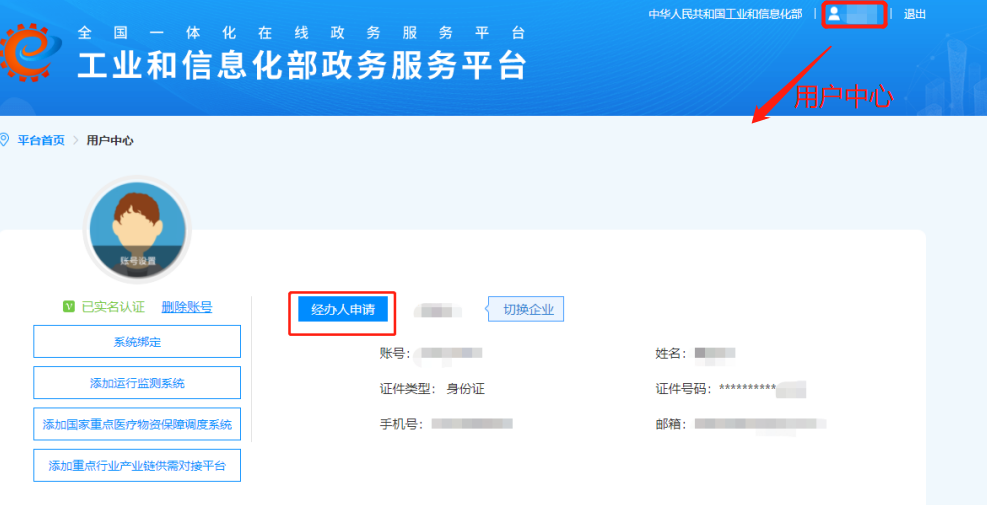 中华人民共和国工业和信息化部 | | 退出
全国一体化在线政务服务平台
工业和信息化部政务服务平台
用户中心
平台首页 > 用户中心
账号设置
已实名认证 删除账号
经办人申请 切换企业
系统绑定
账号: 姓名:
添加运行监测系统
证件类型: 身份证 证件号码: **********
添加国家重点医疗物资保障调度系统
手机号: 邮箱:
添加重点行业产业链供需对接平台